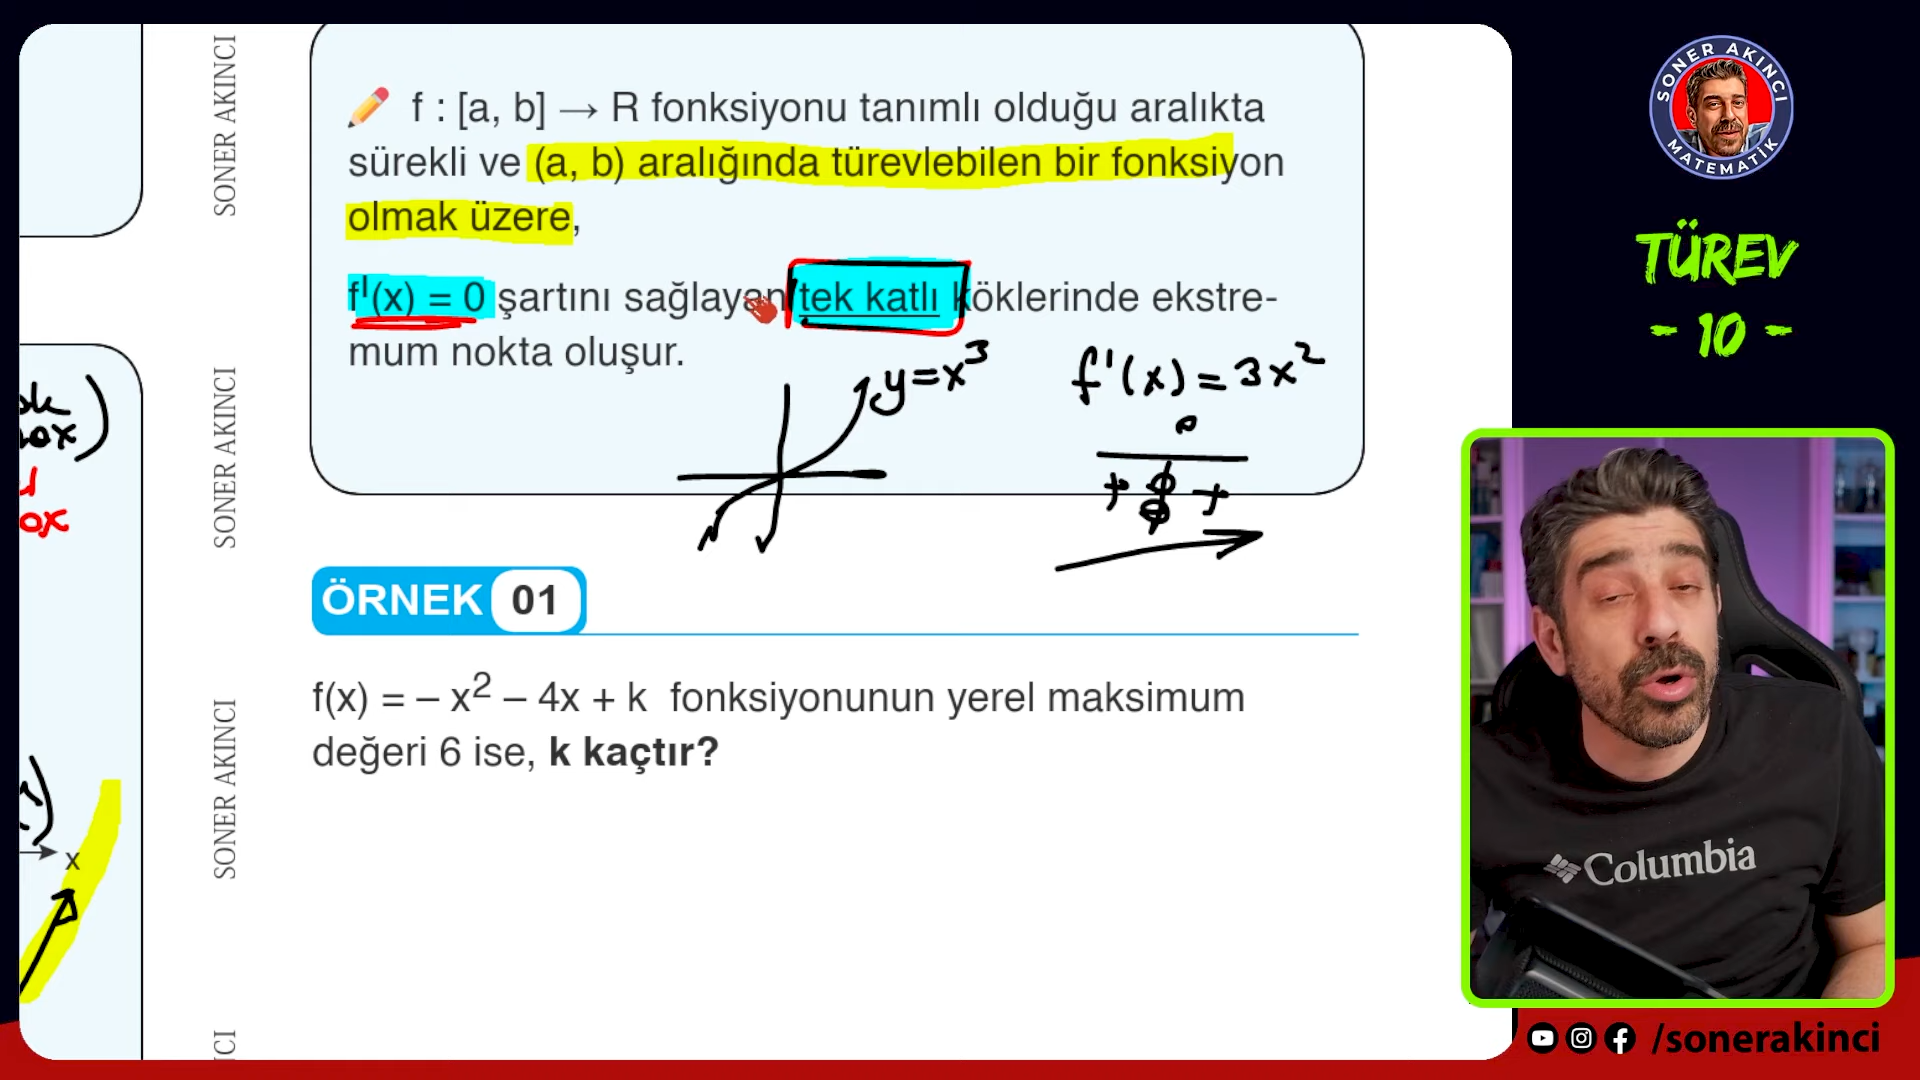 f : [a, b] → R fonksiyonu tanımlı olduğu aralıkta
sürekli ve (a, b) aralığında türevlebilen bir fonksiyon
olmak üzere,
f'(x) = 0 şartını sağlayan tek katlı köklerinde ekstre-
mum nokta oluşur.
y=x³
f'(x)=3x²
+ +
ÖRNEK 01
f(x) = – x² – 4x + k fonksiyonunun yerel maksimum
değeri 6 ise, k kaçtır?
SONER AKINCI
SONER AKINCI
SONER AKINCI
CI
x
SONER AKINCI
MATEMATİK
TÜREV
- 10 -
Columbia
/sonerakinci